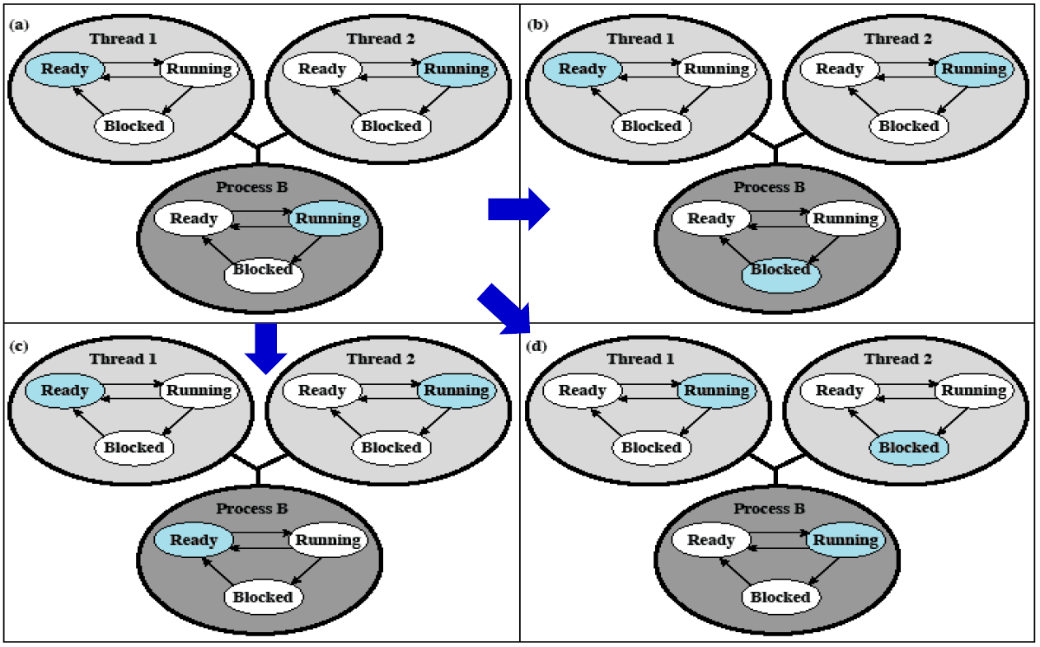 (a)
Thread 1
Ready
Running
Blocked
Thread 2
Ready
Running
Blocked
Process B
Ready
Running
Blocked
(b)
Thread 1
Ready
Running
Blocked
Thread 2
Ready
Running
Blocked
Process B
Ready
Running
Blocked
(c)
Thread 1
Ready
Running
Blocked
Thread 2
Ready
Running
Blocked
Process B
Ready
Running
Blocked
(d)
Thread 1
Ready
Running
Blocked
Thread 2
Ready
Running
Blocked
Process B
Ready
Running
Blocked